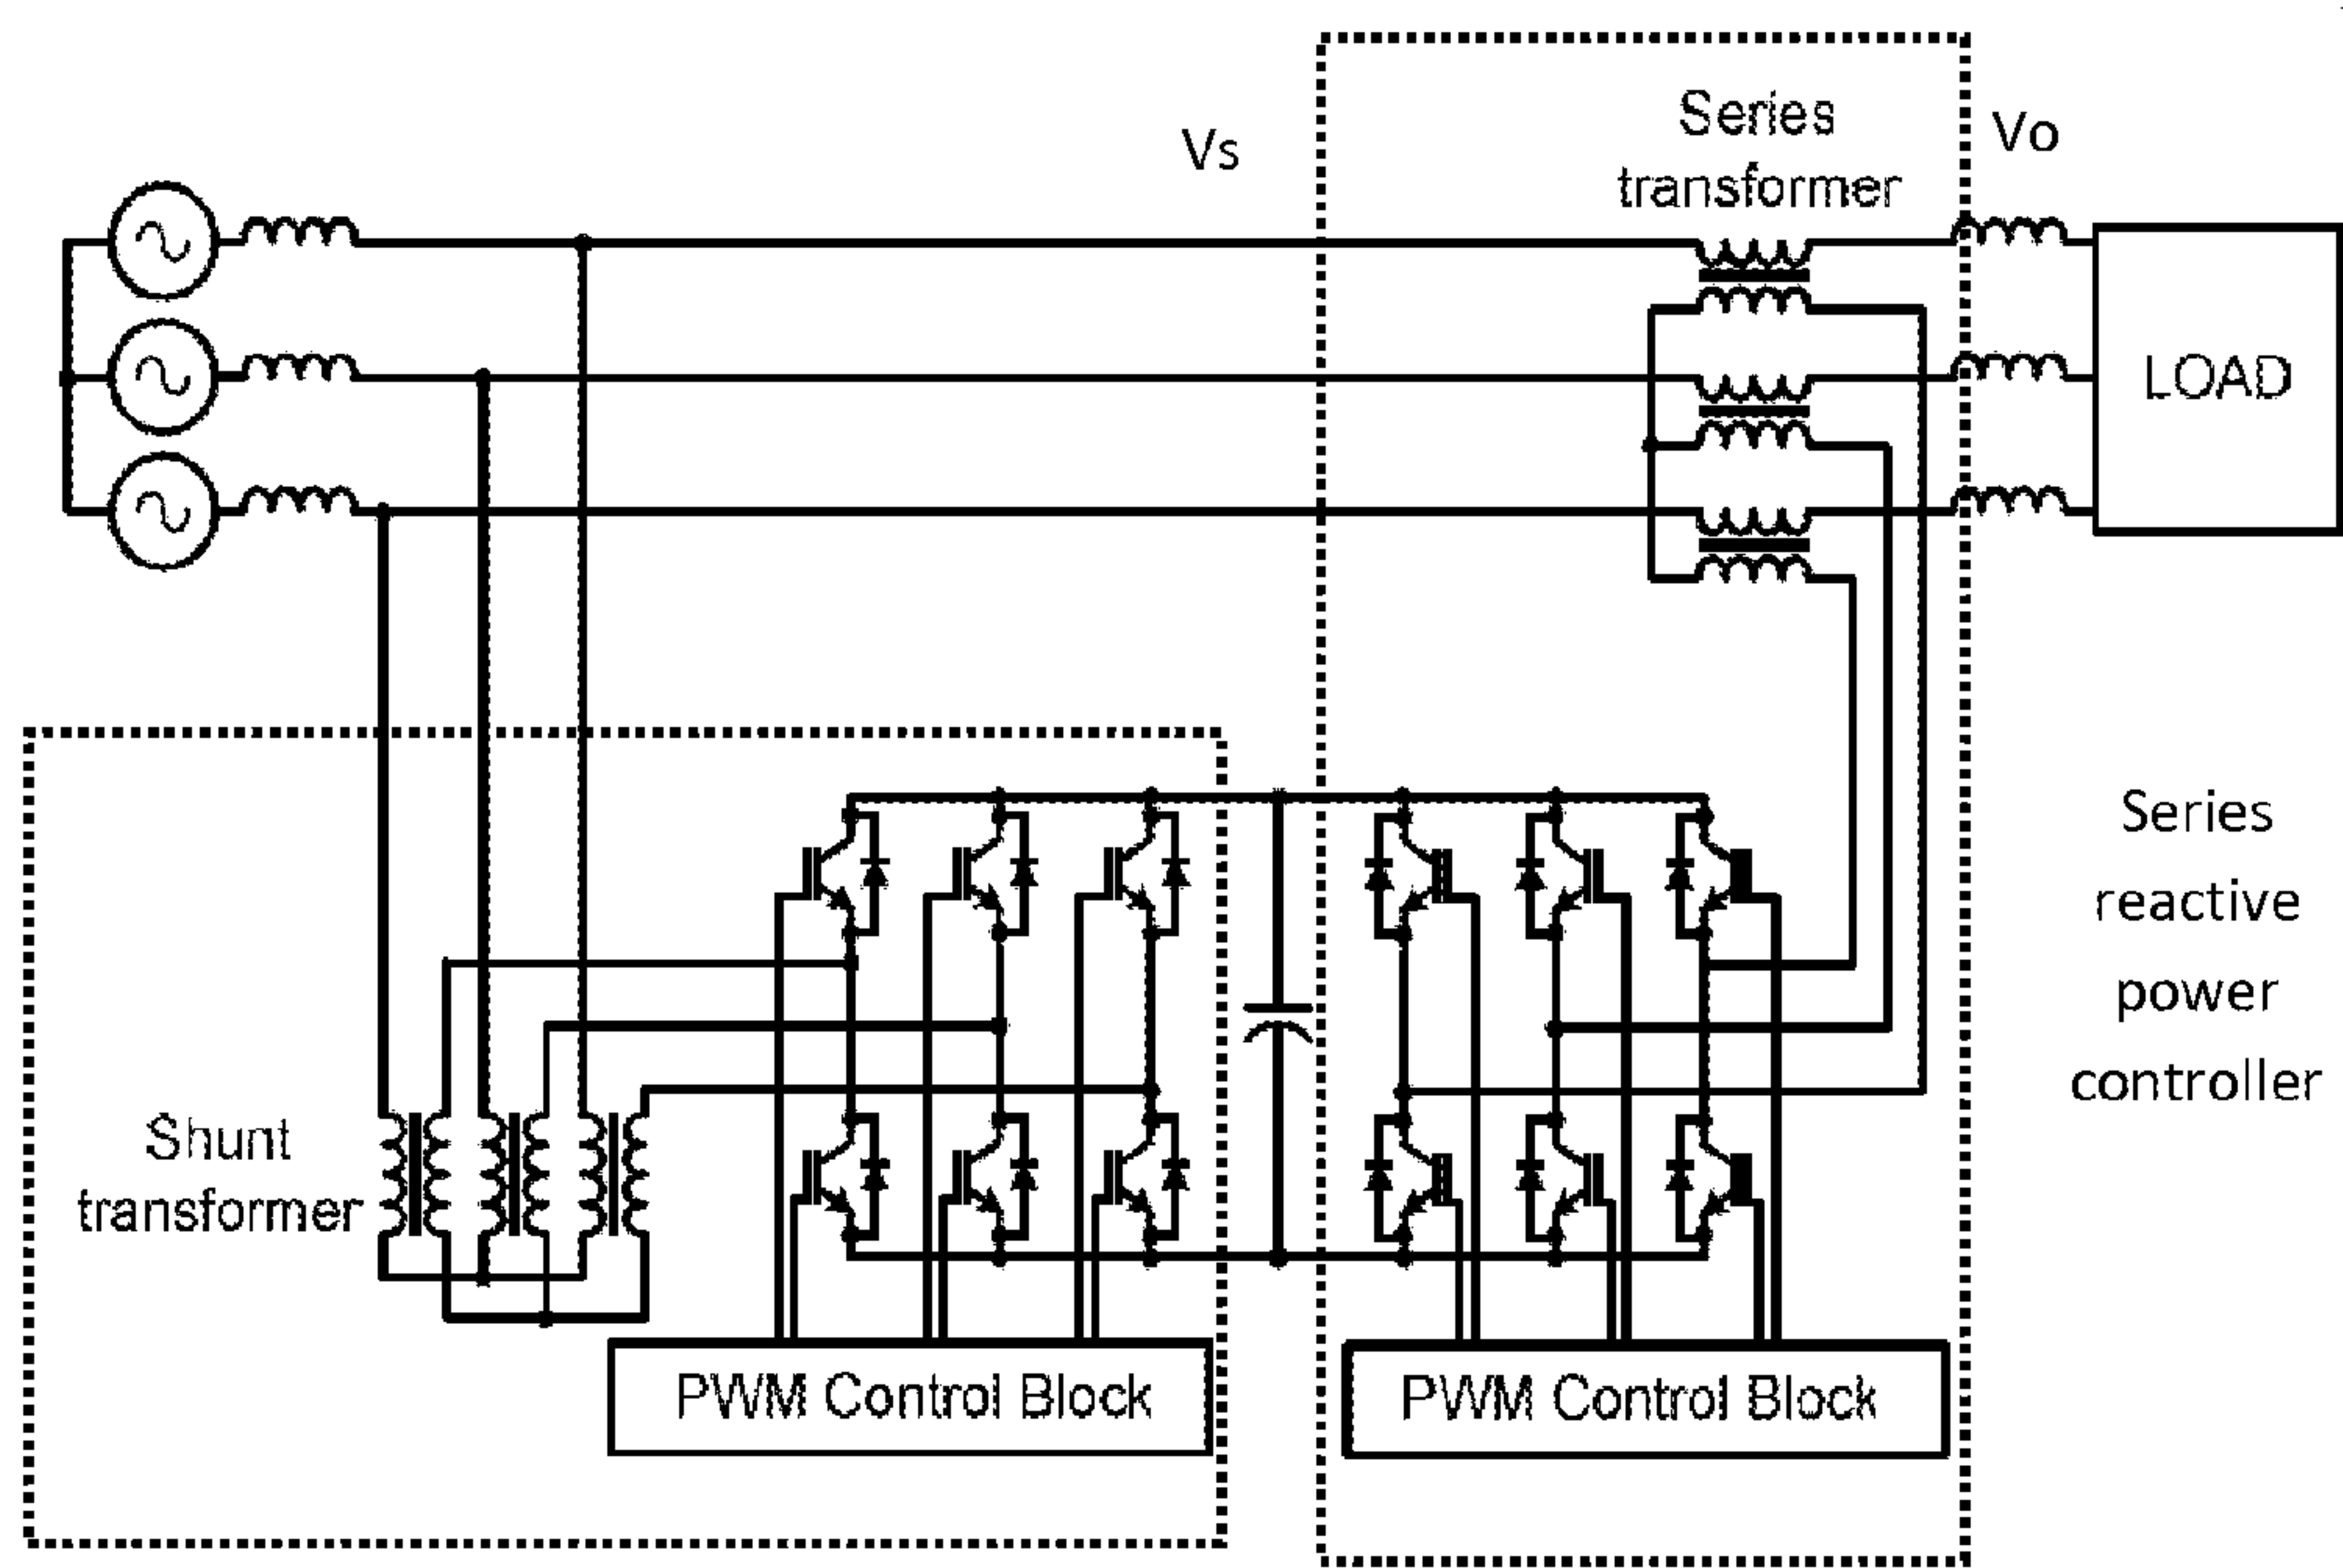 Vs
Series
transformer
Vo
LOAD
Series
reactive
power
controller
Shunt
transformer
PWM Control Block
PWM Control Block